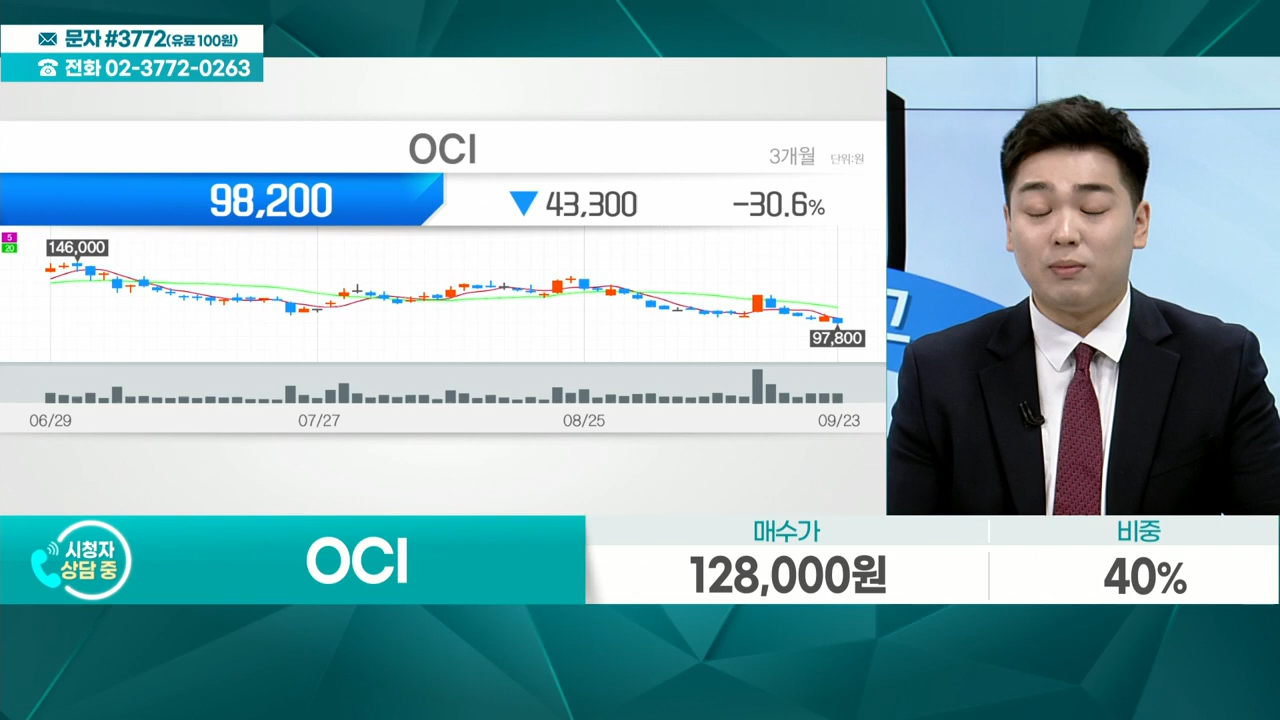 문자 #3772(유료 100원)
전화 02-3772-0263
OCI
3개월 단위:원
98,200 ▼ 43,300 -30.6%
5
20
146,000
97,800
06/29 07/27 08/25 09/23
시청자
상담 중
OCI
매수가 비중
128,000원 40%